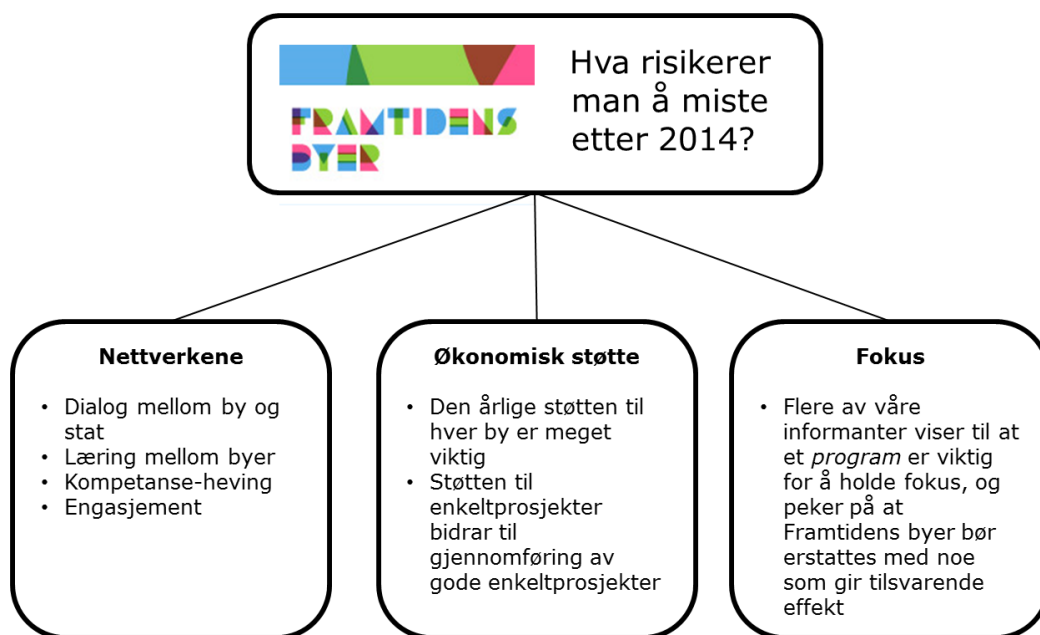 FRAMTIDENS
BYER
Hva risikerer
man å miste
etter 2014?
Nettverkene
• Dialog mellom by og
stat
• Læring mellom byer
• Kompetanse-heving
• Engasjement
Økonomisk støtte
• Den årlige støtten til
hver by er meget
viktig
• Støtten til
enkeltprosjekter
bidrar til
gjennomføring av
gode enkeltprosjekter
Fokus
• Flere av våre
informanter viser til at
et program er viktig
for å holde fokus, og
peker på at
Framtidens byer bør
erstattes med noe
som gir tilsvarende
effekt